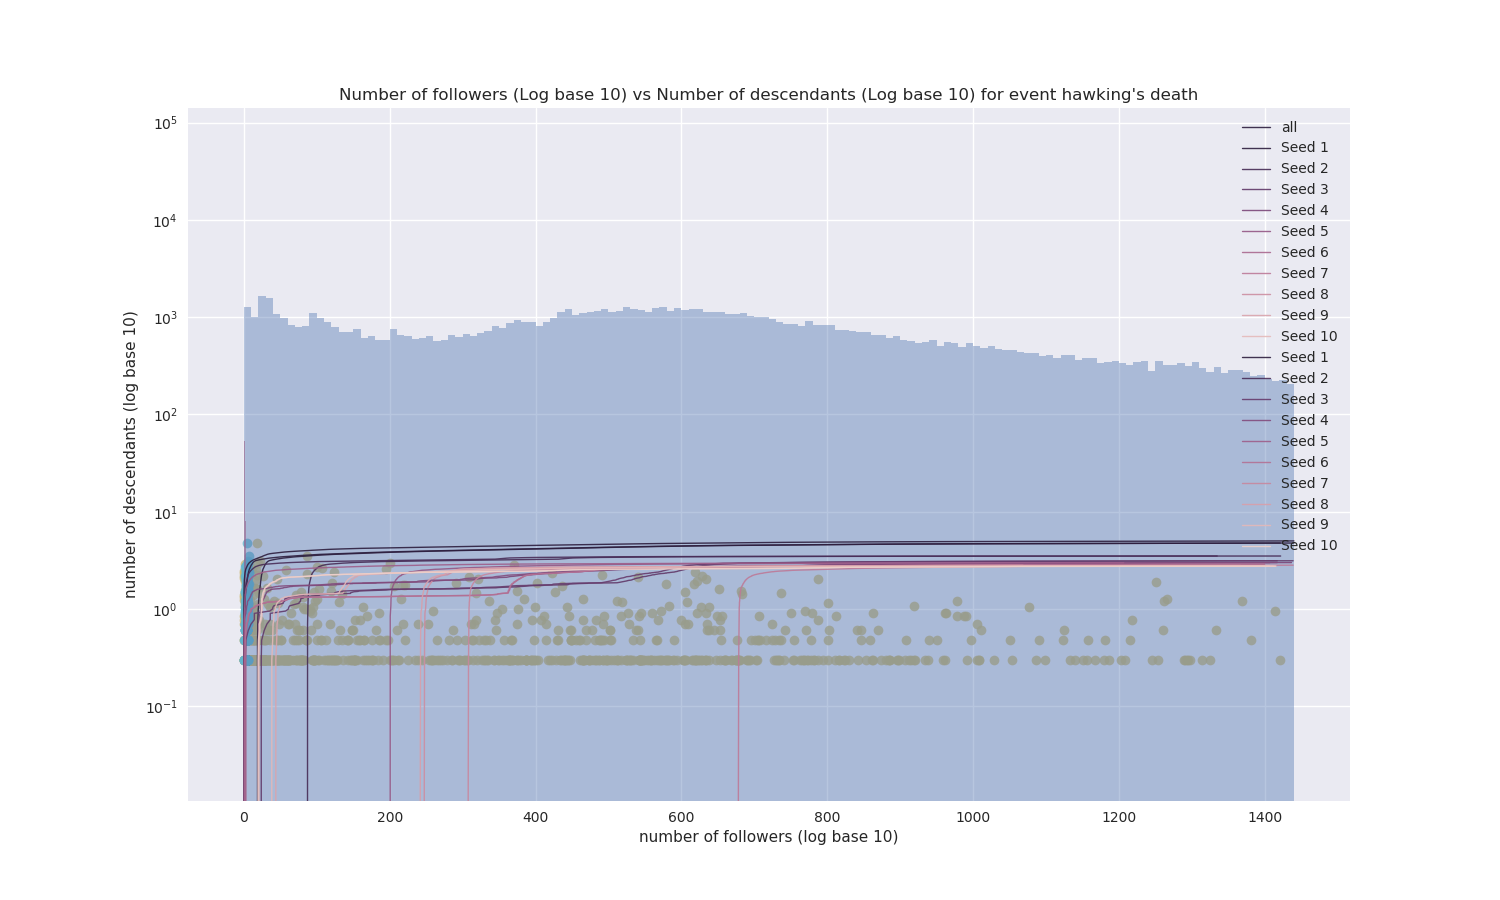 Number of followers (Log base 10) vs Number of descendants (Log base 10) for event hawking's death
number of descendants (log base 10)
10^5
10^4
10^3
10^2
10^1
10^0
10^-1
all
Seed 1
Seed 2
Seed 3
Seed 4
Seed 5
Seed 6
Seed 7
Seed 8
Seed 9
Seed 10
Seed 1
Seed 2
Seed 3
Seed 4
Seed 5
Seed 6
Seed 7
Seed 8
Seed 9
Seed 10
0 200 400 600 800 1000 1200 1400
number of followers (log base 10)